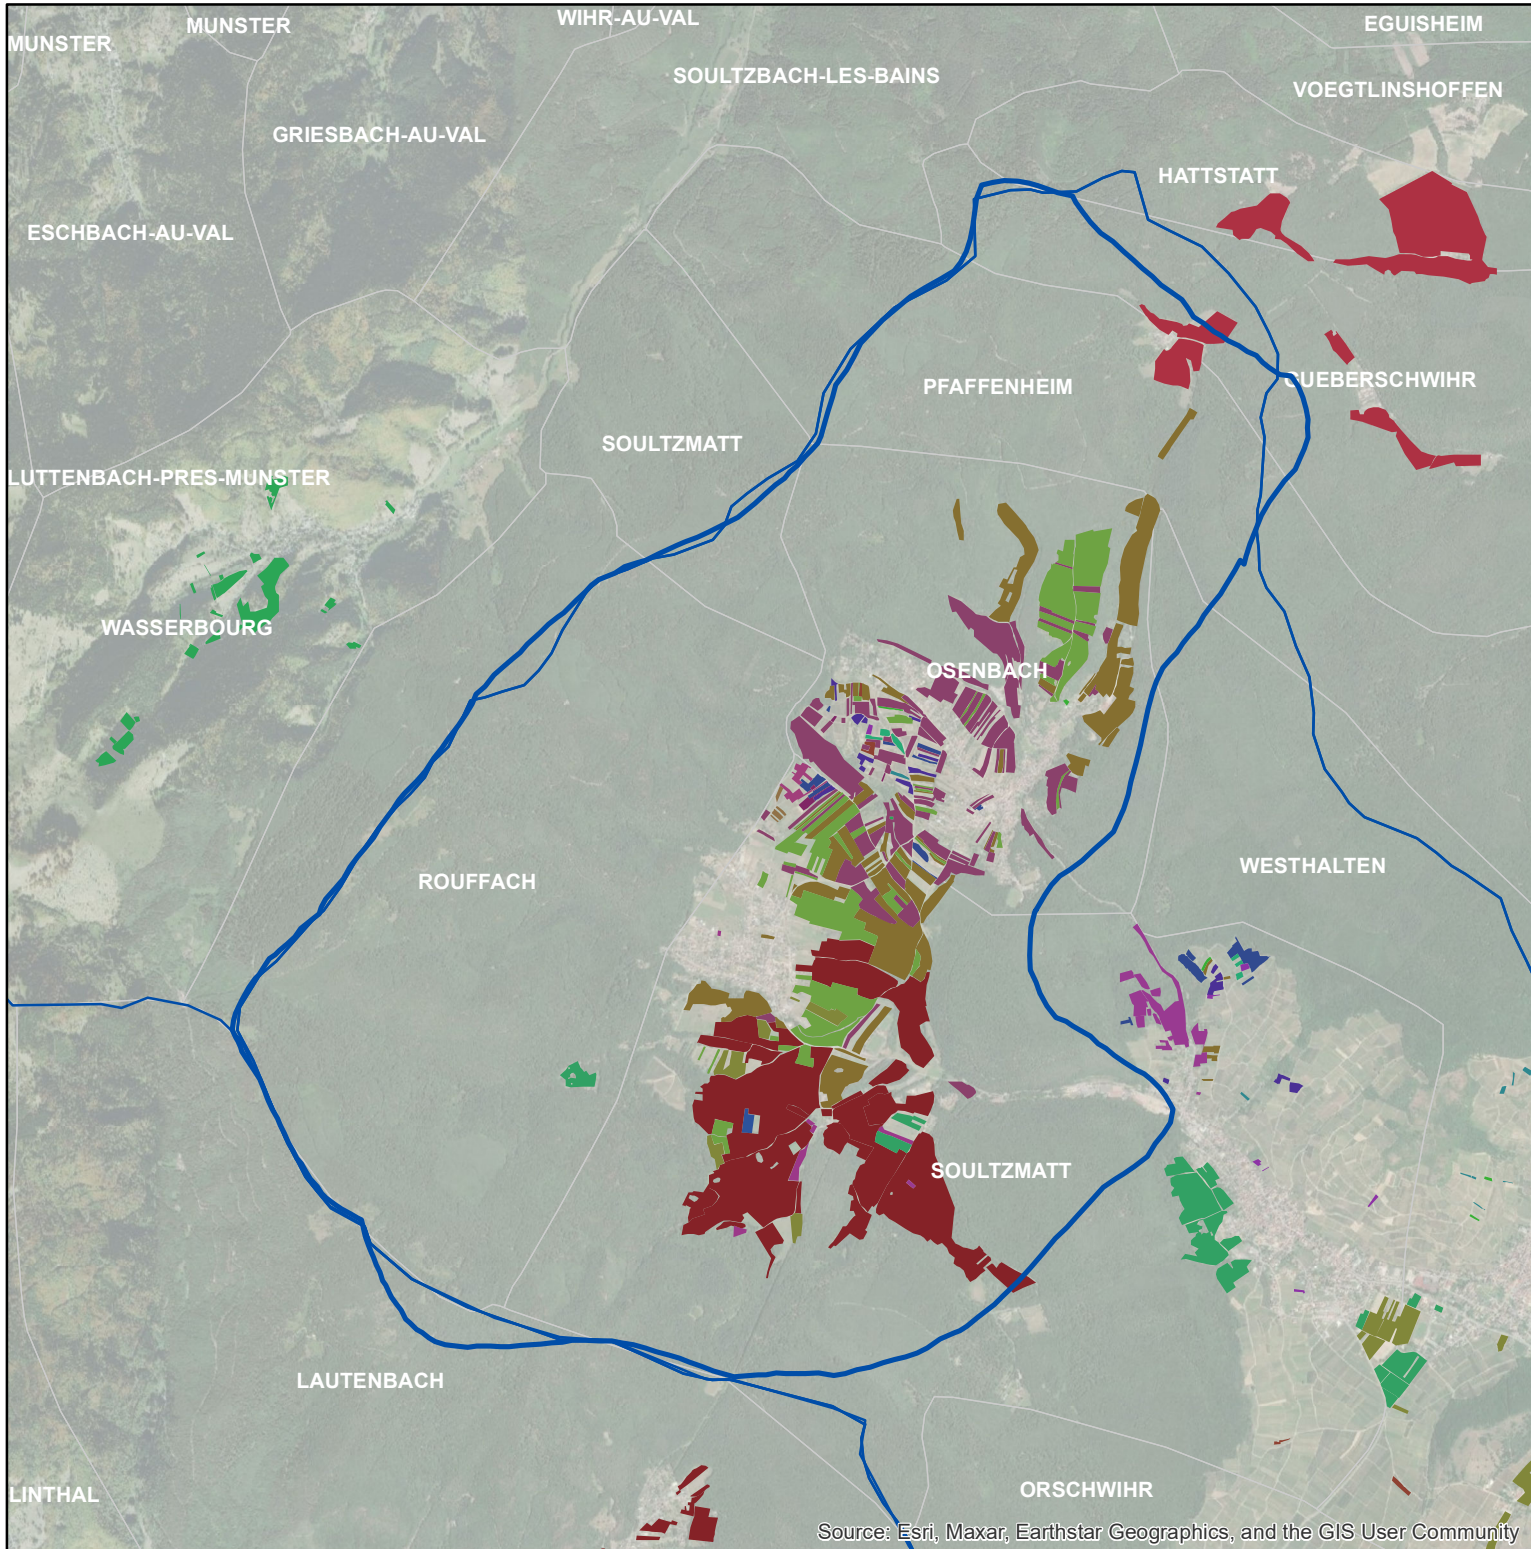 WIHR-AU-VAL
MUNSTER
EGUISHEIM
MUNSTER
SOULTZBACH-LES-BAINS
VOEGTLINSHOFFEN
GRIESBACH-AU-VAL
HATTSTATT
ESCHBACH-AU-VAL
GUEBERSCHWIHR
PFAFFENHEIM
SOULTZMATT
LUTTENBACH-PRES-MUNSTER
WASSERBOURG
OSENBACH
WESTHALTEN
ROUFFACH
SOULTZMATT
LAUTENBACH
ORSCHWIHR
LINTHAL
Source: Esri, Maxar, Earthstar Geographics, and the GIS User Community